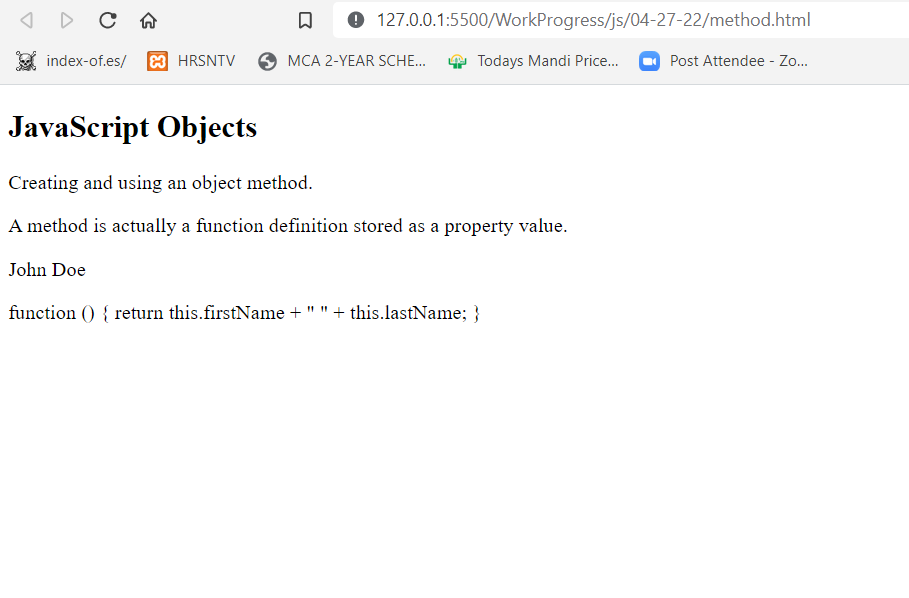 127.0.0.1:5500/WorkProgress/js/04-27-22/method.html
index-of.es/ HRSNTV MCA 2-YEAR SCHE... Todays Mandi Price... Post Attendee - Zo...
JavaScript Objects
Creating and using an object method.
A method is actually a function definition stored as a property value.
John Doe
function () { return this.firstName + " " + this.lastName; }